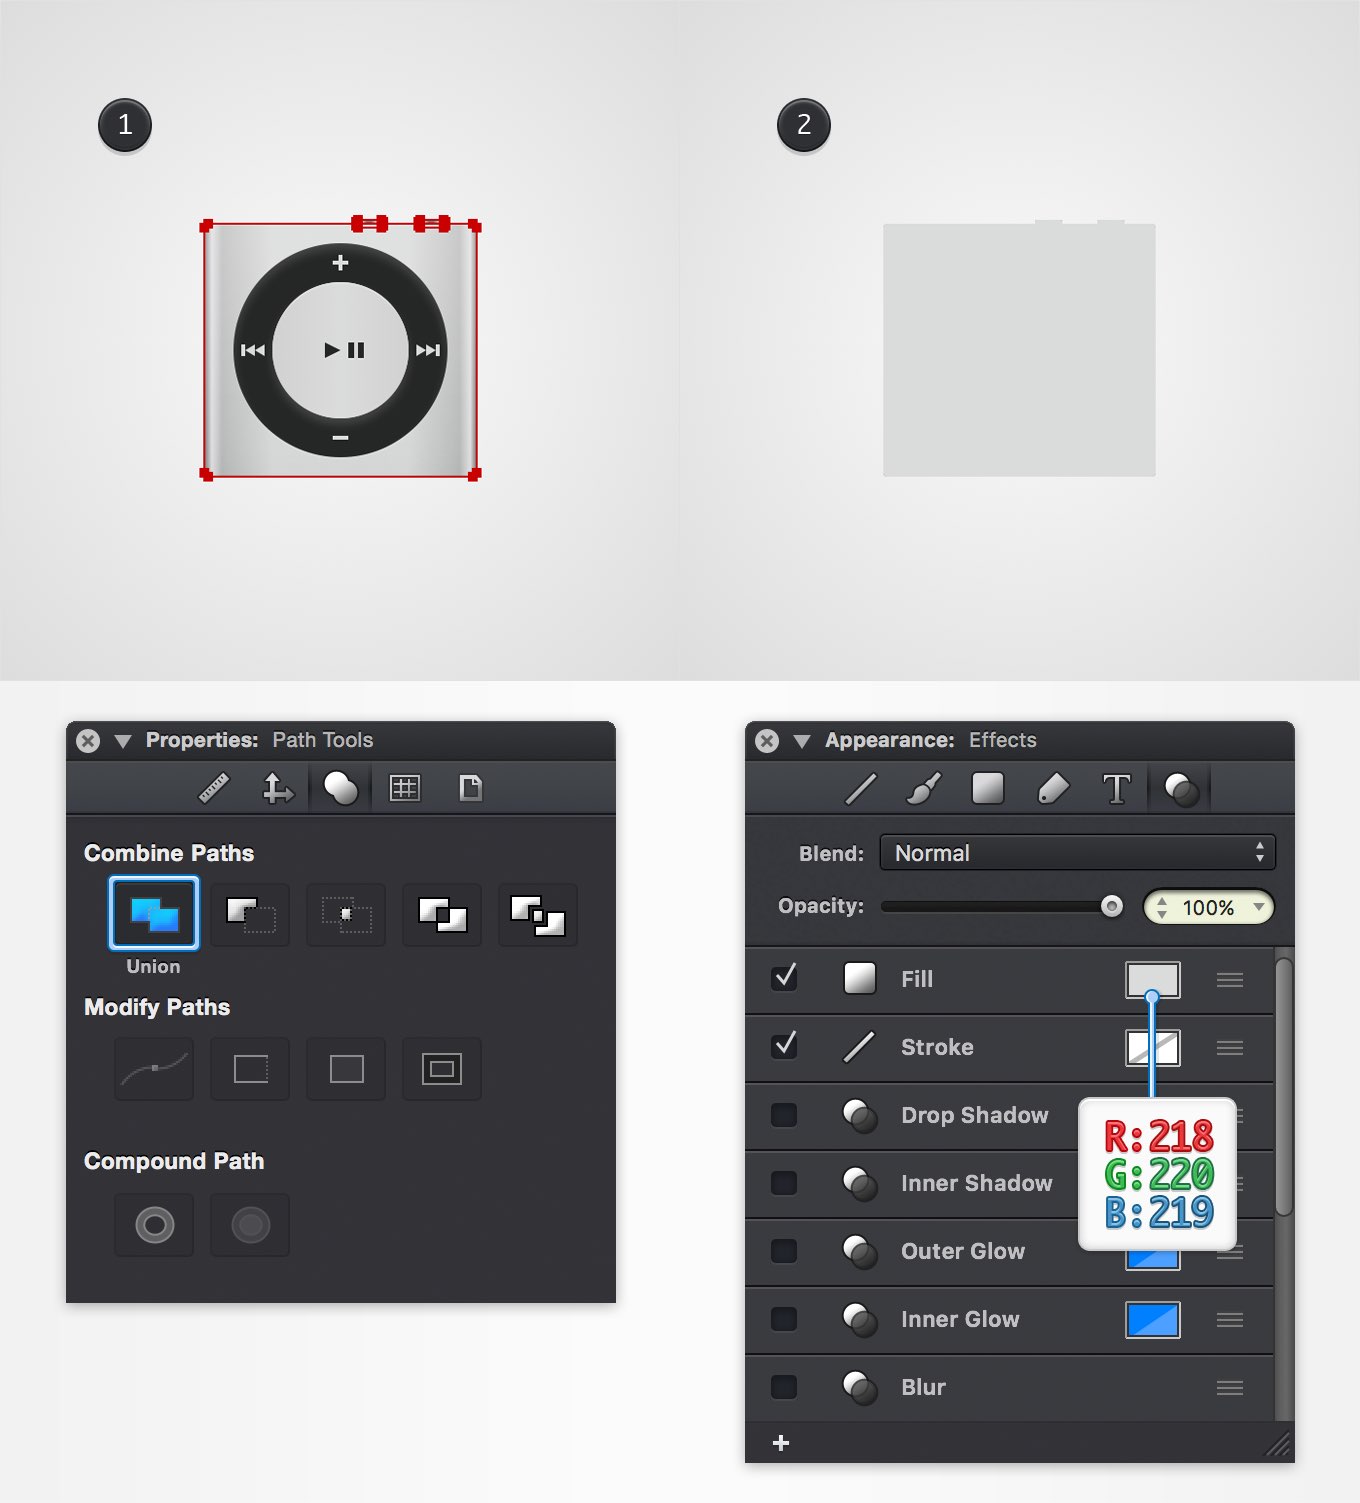 1
2
Properties: Path Tools
Combine Paths
Union
Modify Paths
Compound Path
Appearance: Effects
T
Blend: Normal
Opacity: 100%
Fill
Stroke
Drop Shadow
Inner Shadow
Outer Glow
Inner Glow
Blur
R:218
G:220
B:219